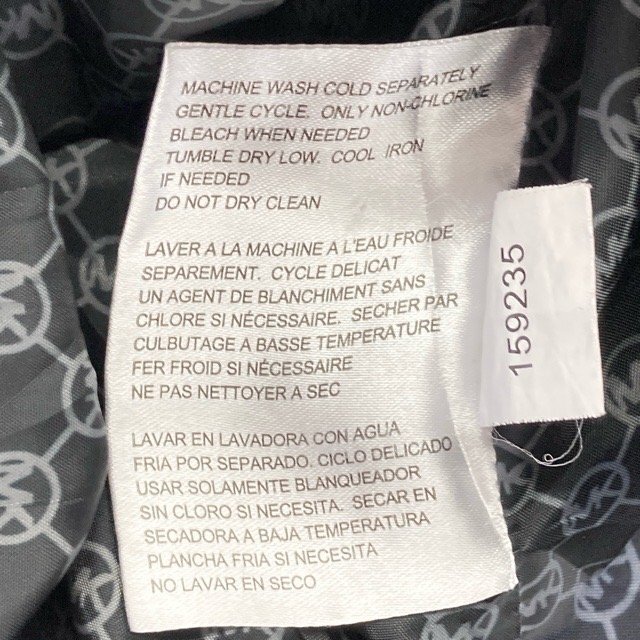 MACHINE WASH COLD SEPARATELY
GENTLE CYCLE. ONLY NON-CHLORINE
BLEACH WHEN NEEDED
TUMBLE DRY LOW. COOL IRON
IF NEEDED
DO NOT DRY CLEAN
LAVER A LA MACHINE A L'EAU FROIDE
SEPAREMENT. CYCLE DELICAT
UN AGENT DE BLANCHIMENT SANS
CHLORE SI NÉCESSAIRE. SECHER PAR
CULBUTAGE A BASSE TEMPERATURE
FER FROID SI NÉCESSAIRE
NE PAS NETTOYER A SEC
LAVAR EN LAVADORA CON AGUA
FRIA POR SEPARADO. CICLO DELICADO
USAR SOLAMENTE BLANQUEADOR
SIN CLORO SI NECESITA. SECAR EN
SECADORA A BAJA TEMPERATURA
PLANCHA FRIA SI NECESITA
NO LAVAR EN SECO
159235
MK